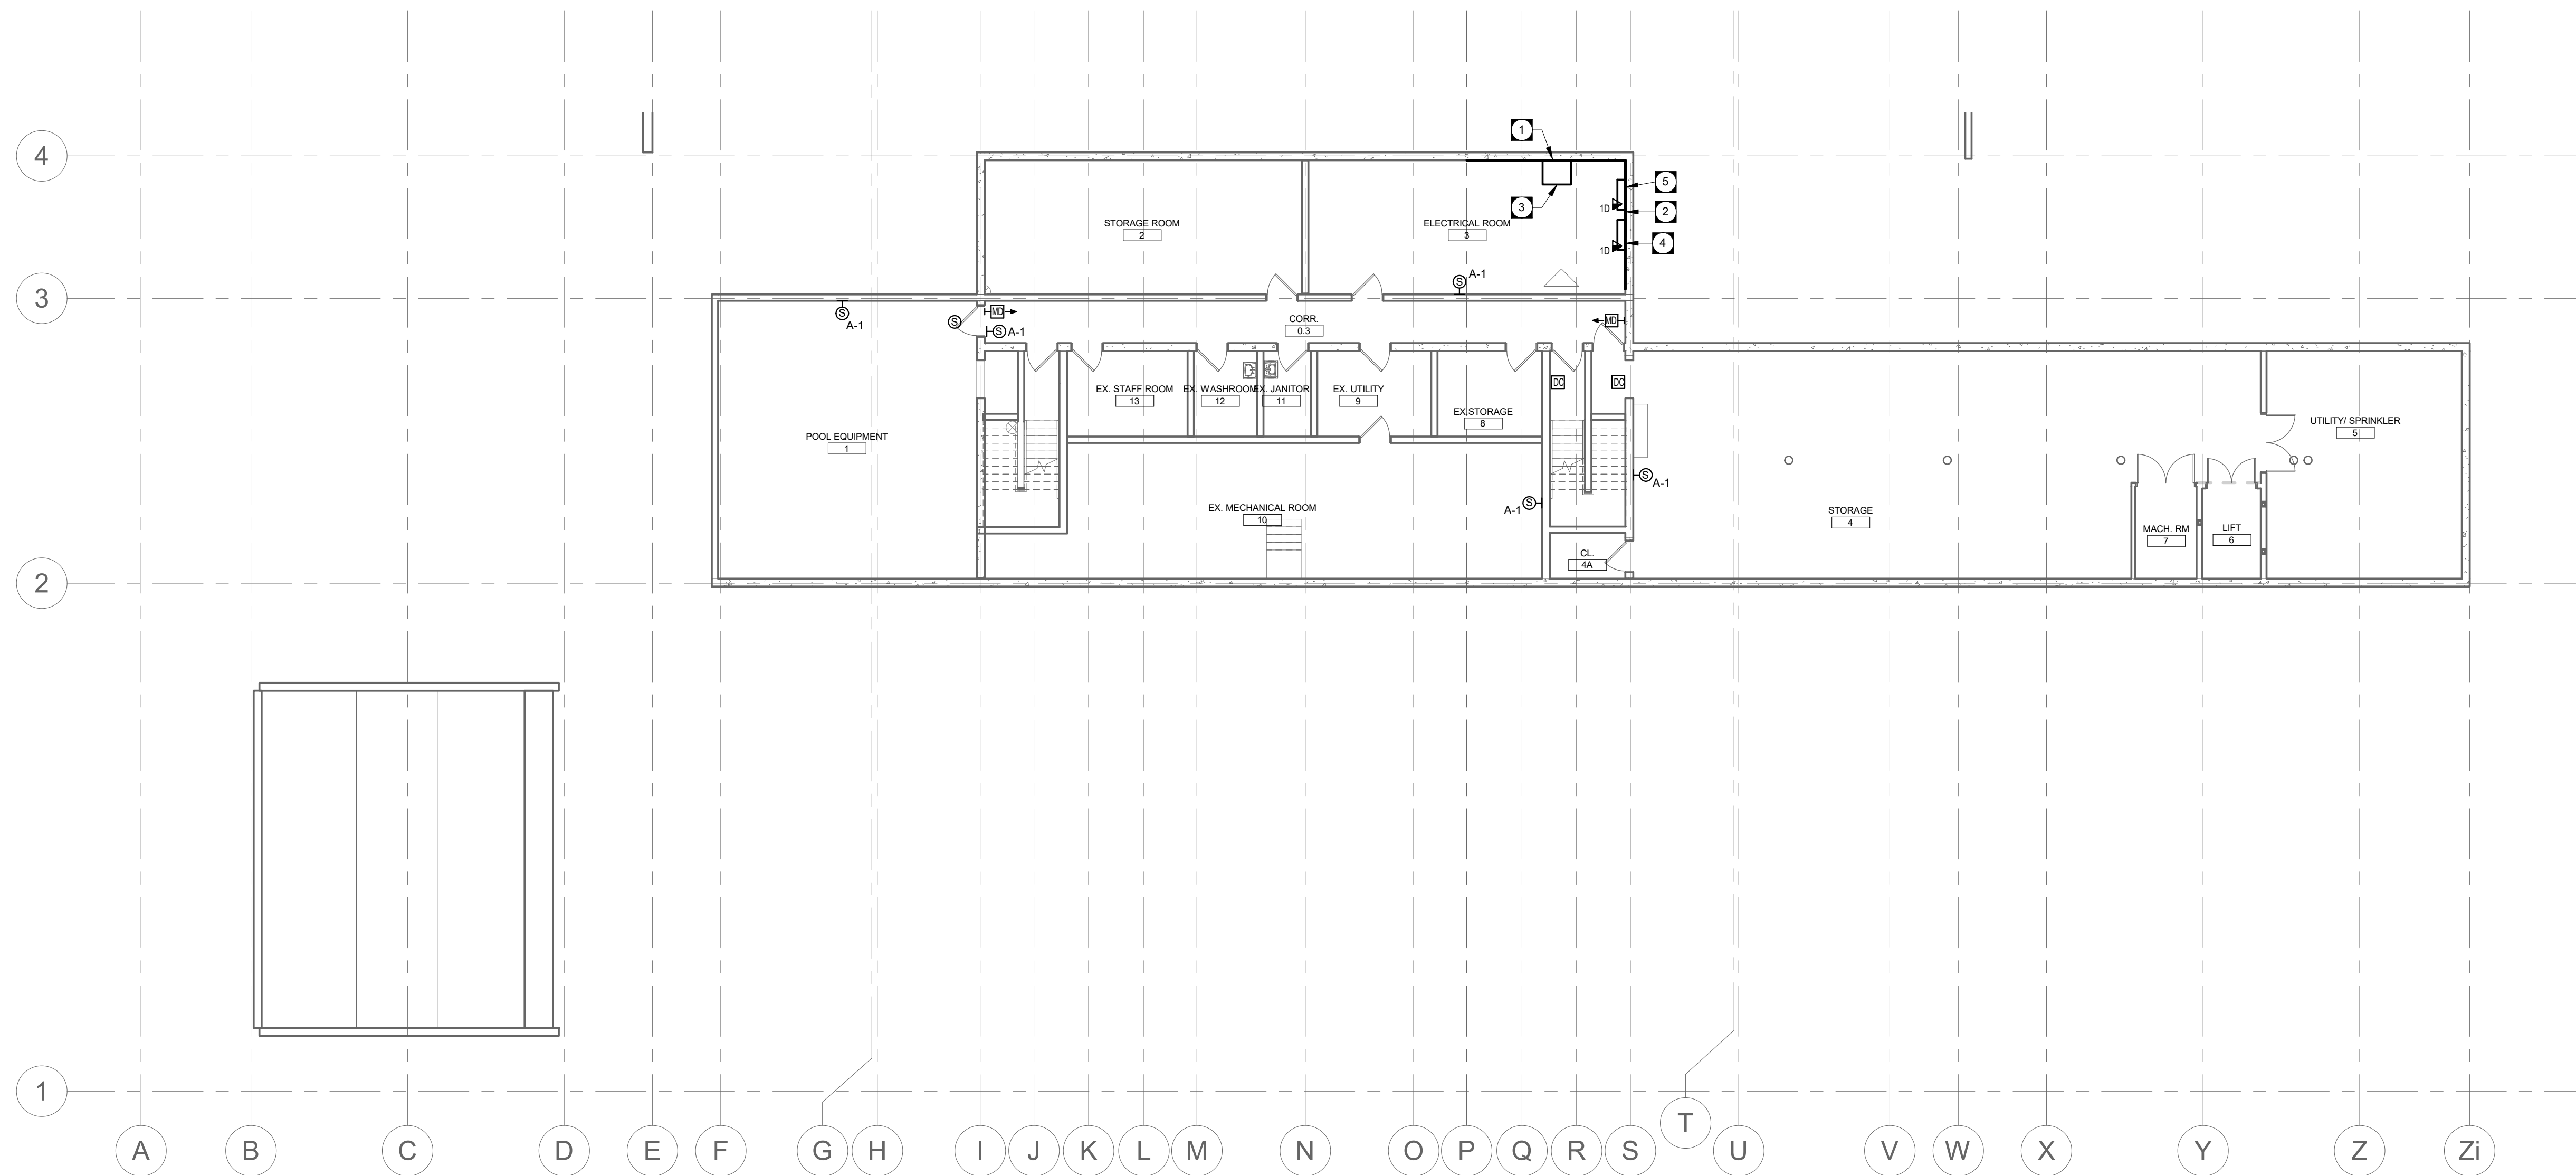 4
1
5
3
1D
2
STORAGE ROOM
2
ELECTRICAL ROOM
3
1D
4
S
A-1
3
S
A-1
S
MD
S
A-1
CORR.
0.3
MD
EX. STAFF ROOM
13
EX. WASHROOM
12
EX. JANITOR
11
EX. UTILITY
9
EX.STORAGE
8
DC
DC
POOL EQUIPMENT
1
UTILITY/ SPRINKLER
5
S
A-1
A-1
S
EX. MECHANICAL ROOM
10
STORAGE
4
MACH. RM
7
LIFT
6
CL.
4A
2
1
A
B
C
D
E
F
G
H
I
J
K
L
M
N
O
P
Q
R
S
T
U
V
W
X
Y
Z
Zi